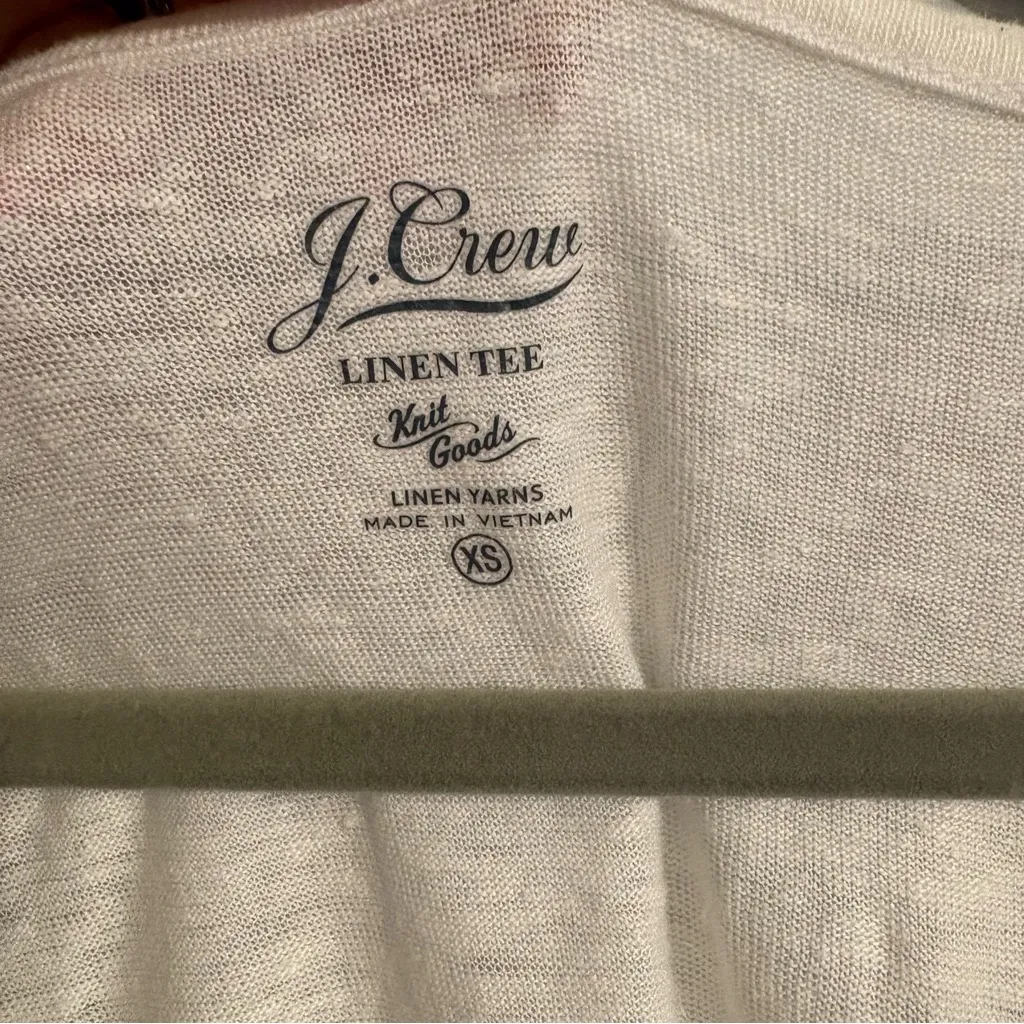 J.Crew
LINEN TEE
Knit
Goods
LINEN YARNS
MADE IN VIETNAM
XS